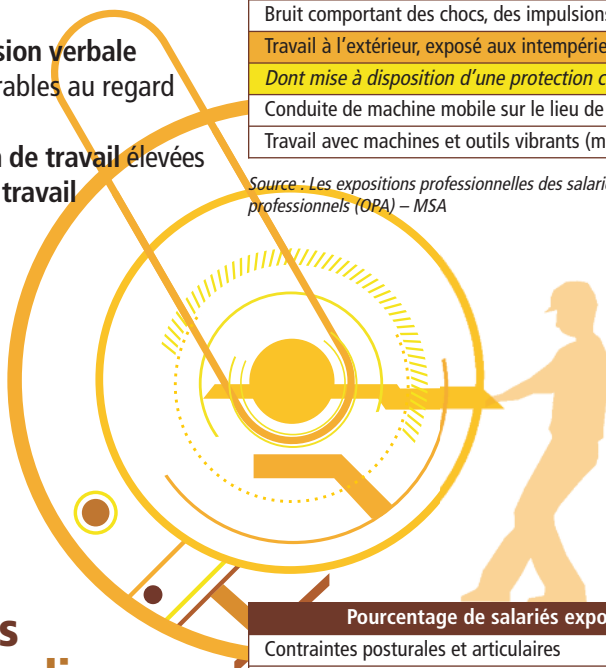 sion verbale
rables au regard
n de travail élevées
travail
Bruit comportant des chocs, des impulsions
Travail à l'extérieur, exposé aux intempérie
Dont mise à disposition d'une protection c
Conduite de machine mobile sur le lieu de
Travail avec machines et outils vibrants (m
Source : Les expositions professionnelles des salarié
professionnels (OPA) – MSA
s
Pourcentage de salariés expo
Contraintes posturales et articulaires